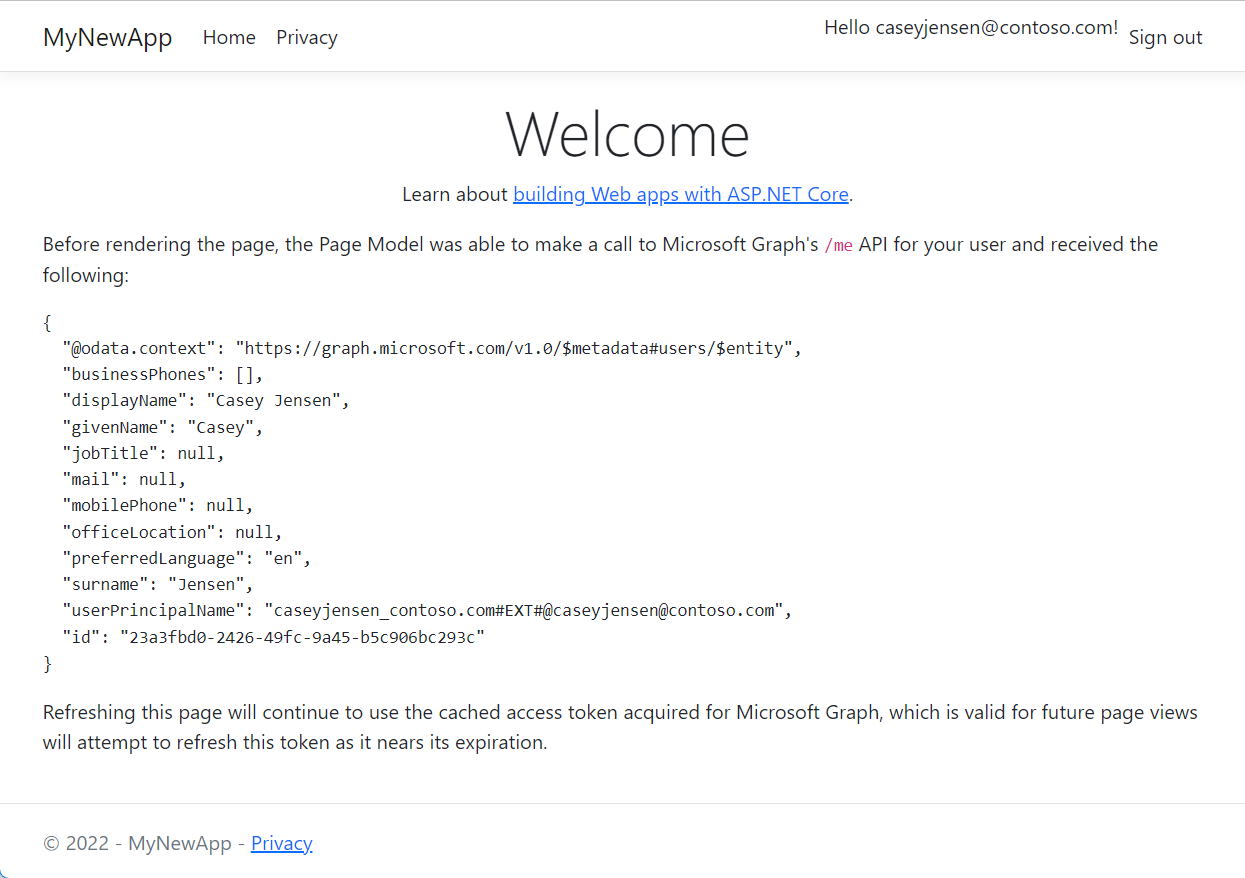 MyNewApp Home Privacy Hello caseyjensen@contoso.com! Sign out
Welcome
Learn about building Web apps with ASP.NET Core.
Before rendering the page, the Page Model was able to make a call to Microsoft Graph's /me API for your user and received the
following:
{
  "@odata.context": "https://graph.microsoft.com/v1.0/$metadata#users/$entity",
  "businessPhones": [],
  "displayName": "Casey Jensen",
  "givenName": "Casey",
  "jobTitle": null,
  "mail": null,
  "mobilePhone": null,
  "officeLocation": null,
  "preferredLanguage": "en",
  "surname": "Jensen",
  "userPrincipalName": "caseyjensen_contoso.com#EXT#@caseyjensen@contoso.com",
  "id": "23a3fbd0-2426-49fc-9a45-b5c906bc293c"
}
Refreshing this page will continue to use the cached access token acquired for Microsoft Graph, which is valid for future page views
will attempt to refresh this token as it nears its expiration.
© 2022 - MyNewApp - Privacy